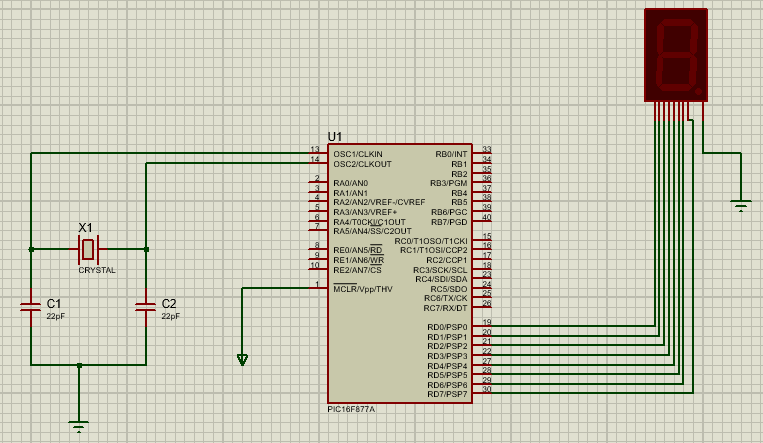 U1
13 OSC1/CLKIN RB0/INT 33
14 OSC2/CLKOUT RB1 34
RB2 35
2 RA0/AN0 RB3/PGM 36
3 RA1/AN1 RB4 37
4 RA2/AN2/VREF-/CVREF RB5 38
5 RA3/AN3/VREF+ RB6/PGC 39
6 RA4/T0CKI/C1OUT RB7/PGD 40
7 RA5/AN4/SS/C2OUT
RC0/T1OSO/T1CKI 15
8 RE0/AN5/RD RC1/T1OSI/CCP2 16
9 RE1/AN6/WR RC2/CCP1 17
10 RE2/AN7/CS RC3/SCK/SCL 18
RC4/SDI/SDA 23
1 MCLR/Vpp/THV RC5/SDO 24
RC6/TX/CK 25
RC7/RX/DT 26
RD0/PSP0 19
RD1/PSP1 20
RD2/PSP2 21
RD3/PSP3 22
RD4/PSP4 27
RD5/PSP5 28
RD6/PSP6 29
RD7/PSP7 30
PIC16F877A
X1
CRYSTAL
C1
22pF
C2
22pF